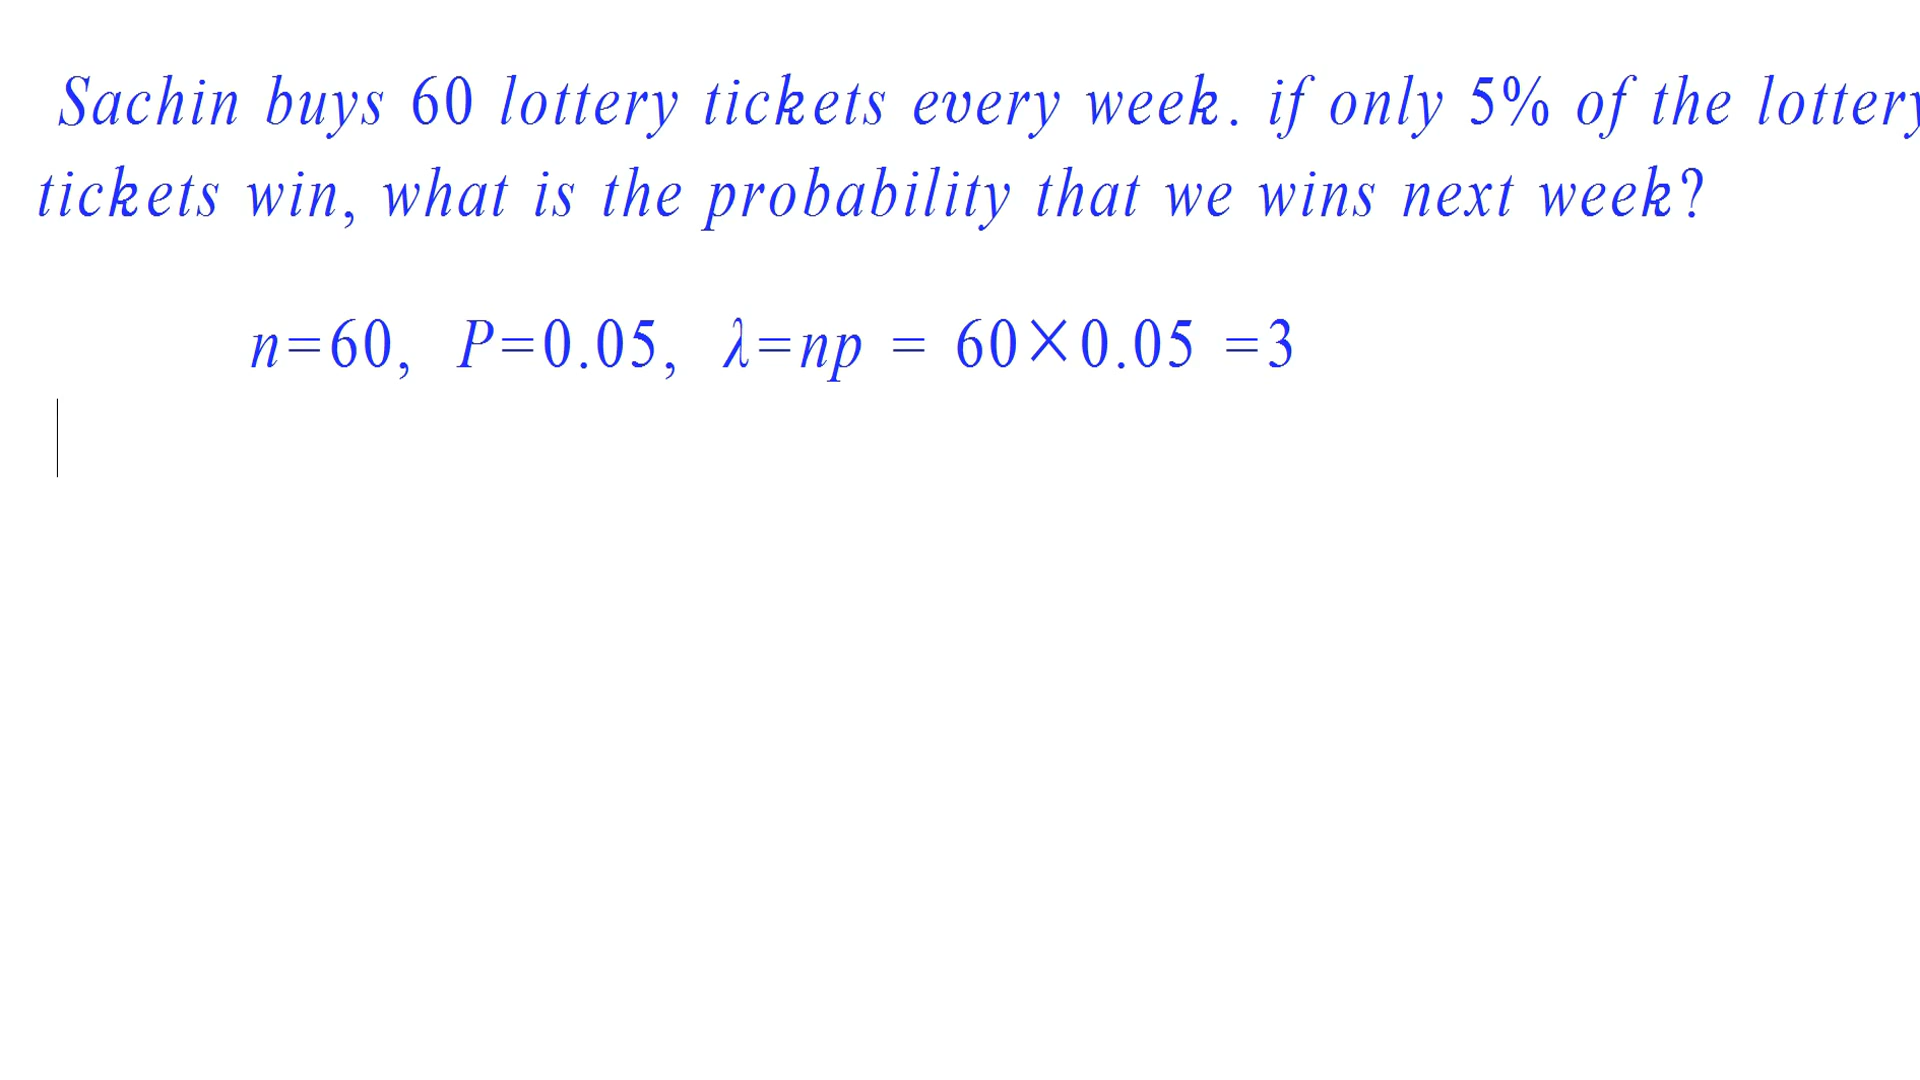 Sachin buys 60 lottery tickets every week. if only 5% of the lottery
tickets win, what is the probability that we wins next week?
n=60, P=0.05, λ=np = 60×0.05 =3